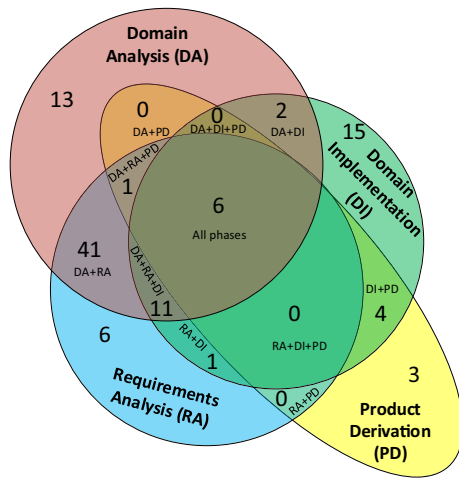 Domain
Analysis (DA)
13
0
DA+PD
0
DA+DI+PD
2
DA+DI
15
Domain
Implementation
(DI)
DA+RA+PD
1
6
All phases
41
DA+RA
DA+RA+DI
11
DI+PD
4
0
RA+DI+PD
6
RA+DI
1
0
RA+PD
3
Requirements
Analysis (RA)
Product
Derivation
(PD)